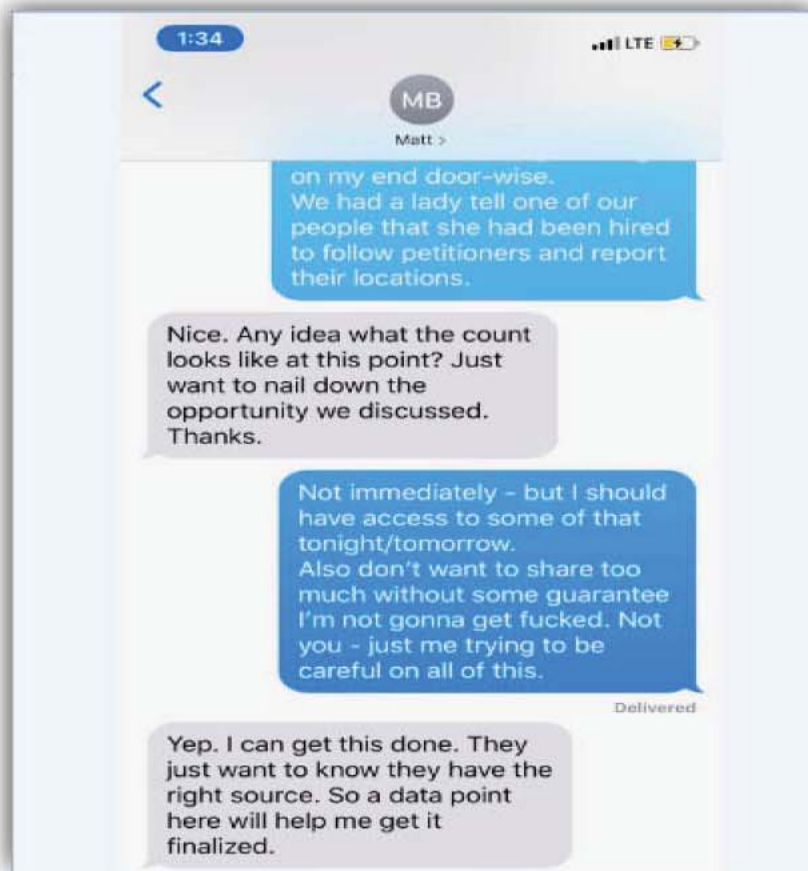 1:34
LTE
MB
Matt >
on my end door-wise.
We had a lady tell one of our
people that she had been hired
to follow petitioners and report
their locations.
Nice. Any idea what the count
looks like at this point? Just
want to nail down the
opportunity we discussed.
Thanks.
Not immediately - but I should
have access to some of that
tonight/tomorrow.
Also don't want to share too
much without some guarantee
I'm not gonna get fucked. Not
you - just me trying to be
careful on all of this.
Delivered
Yep. I can get this done. They
just want to know they have the
right source. So a data point
here will help me get it
finalized.